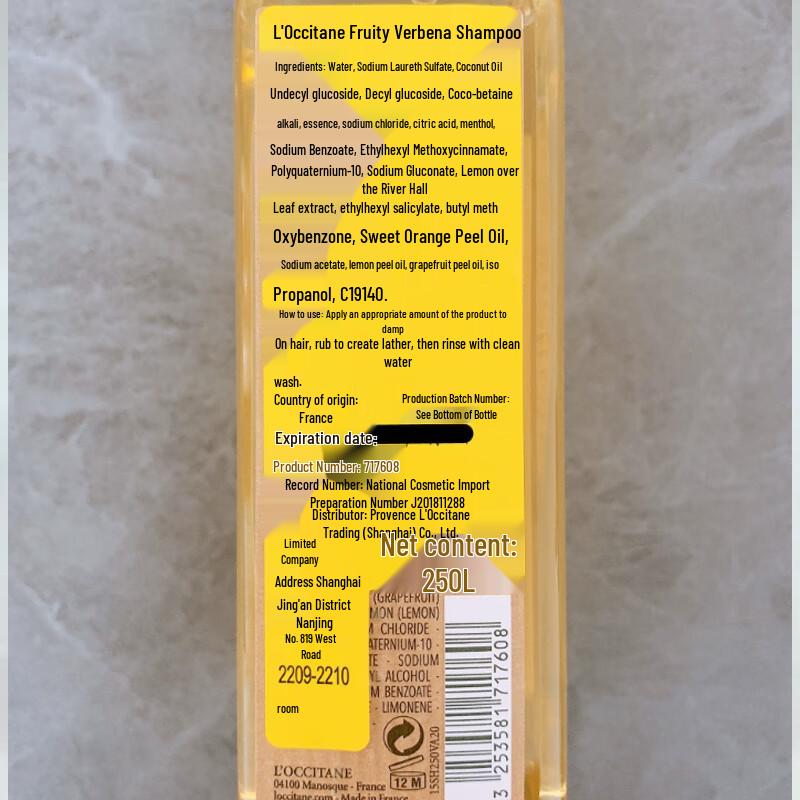 L'Occitane Fruity Verbena Shampoo
Ingredients: Water, Sodium Laureth Sulfate, Coconut Oil
Undecyl glucoside, Decyl glucoside, Coco-betaine
alkali, essence, sodium chloride, citric acid, menthol,
Sodium Benzoate, Ethylhexyl Methoxycinnamate,
Polyquaternium-10, Sodium Gluconate, Lemon over
the River Hall
Leaf extract, ethylhexyl salicylate, butyl meth
Oxybenzone, Sweet Orange Peel Oil,
Sodium acetate, lemon peel oil, grapefruit peel oil, iso
Propanol, C19140.
How to use: Apply an appropriate amount of the product to
damp
On hair, rub to create lather, then rinse with clean
water
wash.
Country of origin:
France
Production Batch Number:
See Bottom of Bottle
Expiration date:
Product Number: 717608
Record Number: National Cosmetic Import
Preparation Number J201811288
Distributor: Provence L'Occitane
Trading (Shanghai) Co., Ltd.
Limited
Company
Net content:
250L
Address Shanghai
Jing'an District
Nanjing
No. 819 West
Road
2209-2210
room
(GRAPEFRUIT)
MON (LEMON)
M CHLORIDE -
ATERNIUM-10 -
TE - SODIUM
YL ALCOHOL -
M BENZOATE -
- LIMONENE -
15SH250VA20
3 253581 717608
12 M
L'OCCITANE
04100 Manosque - France
loccitane.com - Made in France